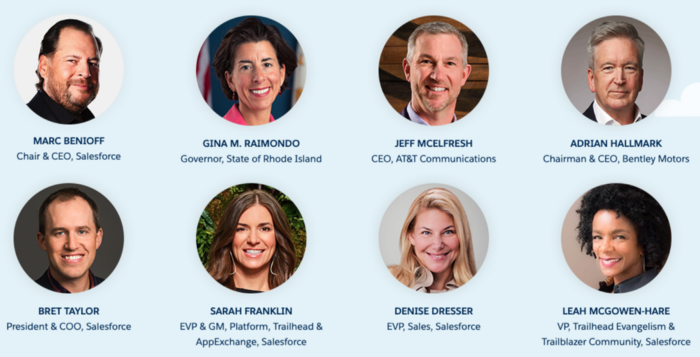 MARC BENIOFF
Chair & CEO, Salesforce
GINA M. RAIMONDO
Governor, State of Rhode Island
JEFF MCELFRESH
CEO, AT&T Communications
ADRIAN HALLMARK
Chairman & CEO, Bentley Motors
BRET TAYLOR
President & COO, Salesforce
SARAH FRANKLIN
EVP & GM, Platform, Trailhead &
AppExchange, Salesforce
DENISE DRESSER
EVP, Sales, Salesforce
LEAH MCGOWEN-HARE
VP, Trailhead Evangelism &
Trailblazer Community, Salesforce